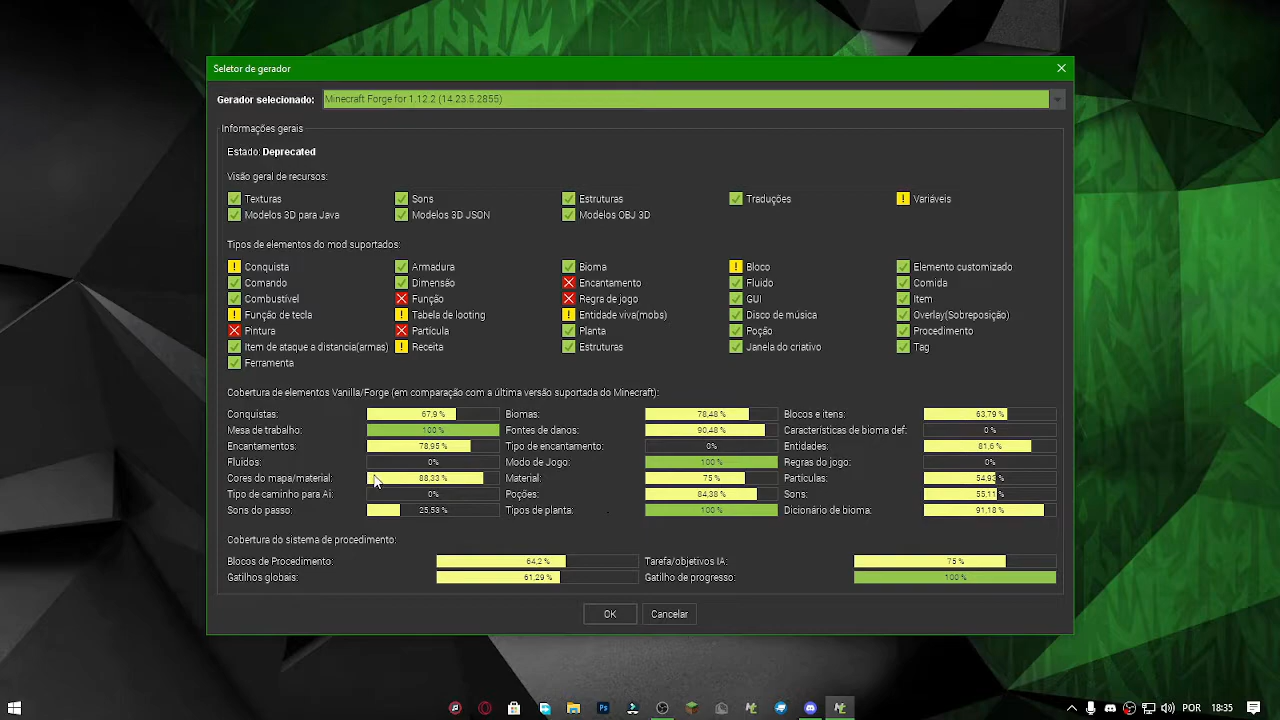 Seletor de gerador
Gerador selecionado: Minecraft Forge for 1.12.2 (14.23.5.2855)
Informações gerais
Estado: Deprecated
Visão geral de recursos:
Texturas Sons Estruturas Traduções Variáveis
Modelos 3D para Java Modelos 3D JSON Modelos OBJ 3D
Tipos de elementos do mod suportados:
Conquista Armadura Bioma Bloco Elemento customizado
Comando Dimensão Encantamento Fluido Comida
Combustível Função Regra de jogo GUI Item
Função de tecla Tabela de looting Entidade viva(mobs) Disco de música Overlay(Sobreposição)
Pintura Partícula Planta Poção Procedimento
Item de ataque a distancia(armas) Receita Estruturas Janela do criativo Tag
Ferramenta
Cobertura de elementos Vanilla/Forge (em comparação com a última versão suportada do Minecraft):
Conquistas: 67,9 % Biomas: 78,48 % Blocos e itens: 63,79 %
Mesa de trabalho: 100 % Fontes de danos: 90,48 % Características de bioma def.: 0 %
Encantamentos: 78,95 % Tipo de encantamento: 0% Entidades: 81,6 %
Fluidos: 0% Modo de Jogo: 100 % Regras do jogo: 0%
Cores do mapa/material: 88,33 % Material: 75 % Partículas: 54,93
Tipo de caminho para Ai: 0% Poções: 84,38 % Sons: 55,11
Sons do passo: 25,53 % Tipos de planta: 100 % Dicionário de bioma: 91,18 %
Cobertura do sistema de procedimento:
Blocos de Procedimento: 64,2 % Tarefa/objetivos IA: 75 %
Gatilhos globais: 61,29 % Gatilho de progresso: 100 %
OK Cancelar
POR 18:35